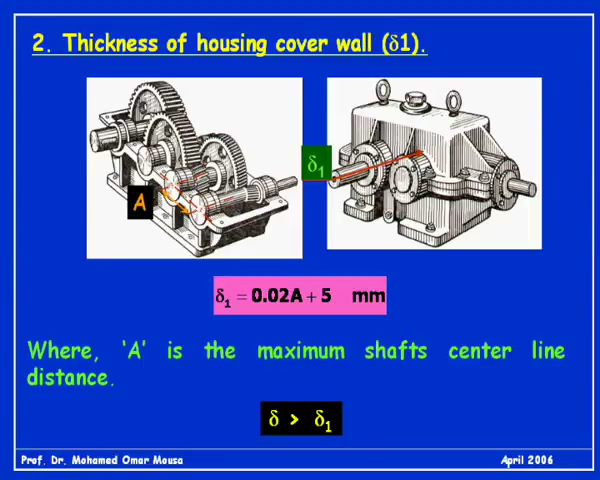 2. Thickness of housing cover wall (δ1).
δ1
A
δ1 = 0.02A + 5 mm
Where, ‘A’ is the maximum shafts center line
distance.
δ > δ1
Prof. Dr. Mohamed Omar Mousa April 2006